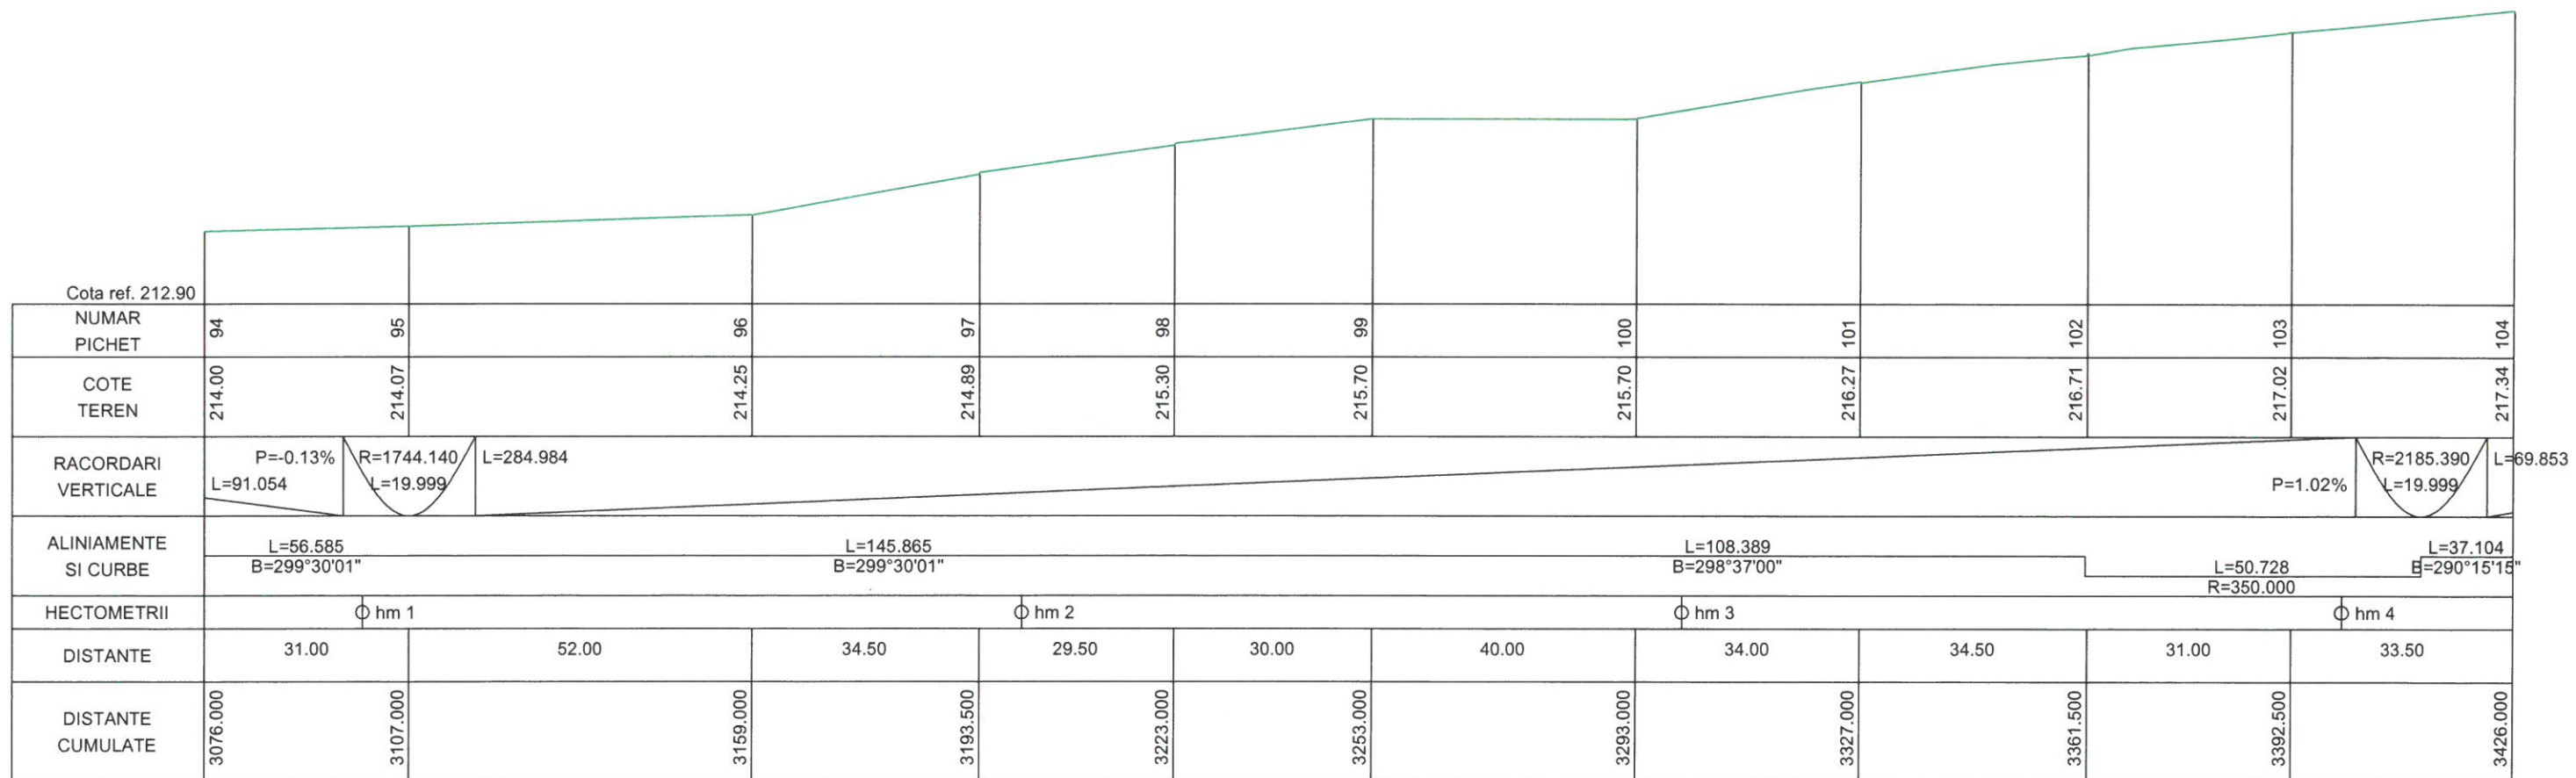 Cota ref. 212.90
NUMAR
PICHET
94 95 96 97 98 99 100 101 102 103 104
COTE
TEREN
214.00 214.07 214.25 214.89 215.30 215.70 215.70 216.27 216.71 217.02 217.34
RACORDARI
VERTICALE
P=-0.13% R=1744.140 L=284.984 R=2185.390 L=69.853
L=91.054 L=19.999 P=1.02% L=19.999
ALINIAMENTE
SI CURBE
L=56.585 L=145.865 L=108.389 L=37.104
B=299°30'01" B=299°30'01" B=298°37'00" L=50.728 B=290°15'15"
R=350.000
HECTOMETRII hm 1 hm 2 hm 3 hm 4
DISTANTE 31.00 52.00 34.50 29.50 30.00 40.00 34.00 34.50 31.00 33.50
DISTANTE
CUMULATE
3076.000 3107.000 3159.000 3193.500 3223.000 3253.000 3293.000 3327.000 3361.500 3392.500 3426.000